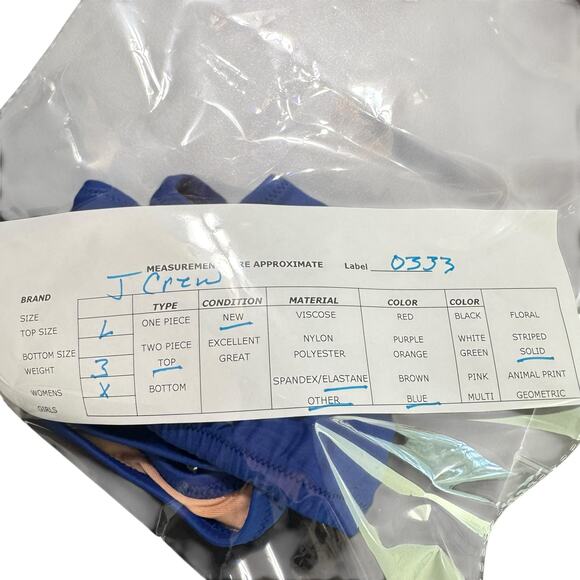 MEASUREMENTS ARE APPROXIMATE Label 0333
BRAND J Crew
TYPE CONDITION MATERIAL COLOR COLOR
SIZE ONE PIECE NEW VISCOSE RED BLACK FLORAL
TOP SIZE L TWO PIECE EXCELLENT NYLON PURPLE WHITE STRIPED
BOTTOM SIZE TOP GREAT POLYESTER ORANGE GREEN SOLID
WEIGHT 3 BOTTOM SPANDEX/ELASTANE BROWN PINK ANIMAL PRINT
WOMENS X OTHER BLUE MULTI GEOMETRIC
GIRLS